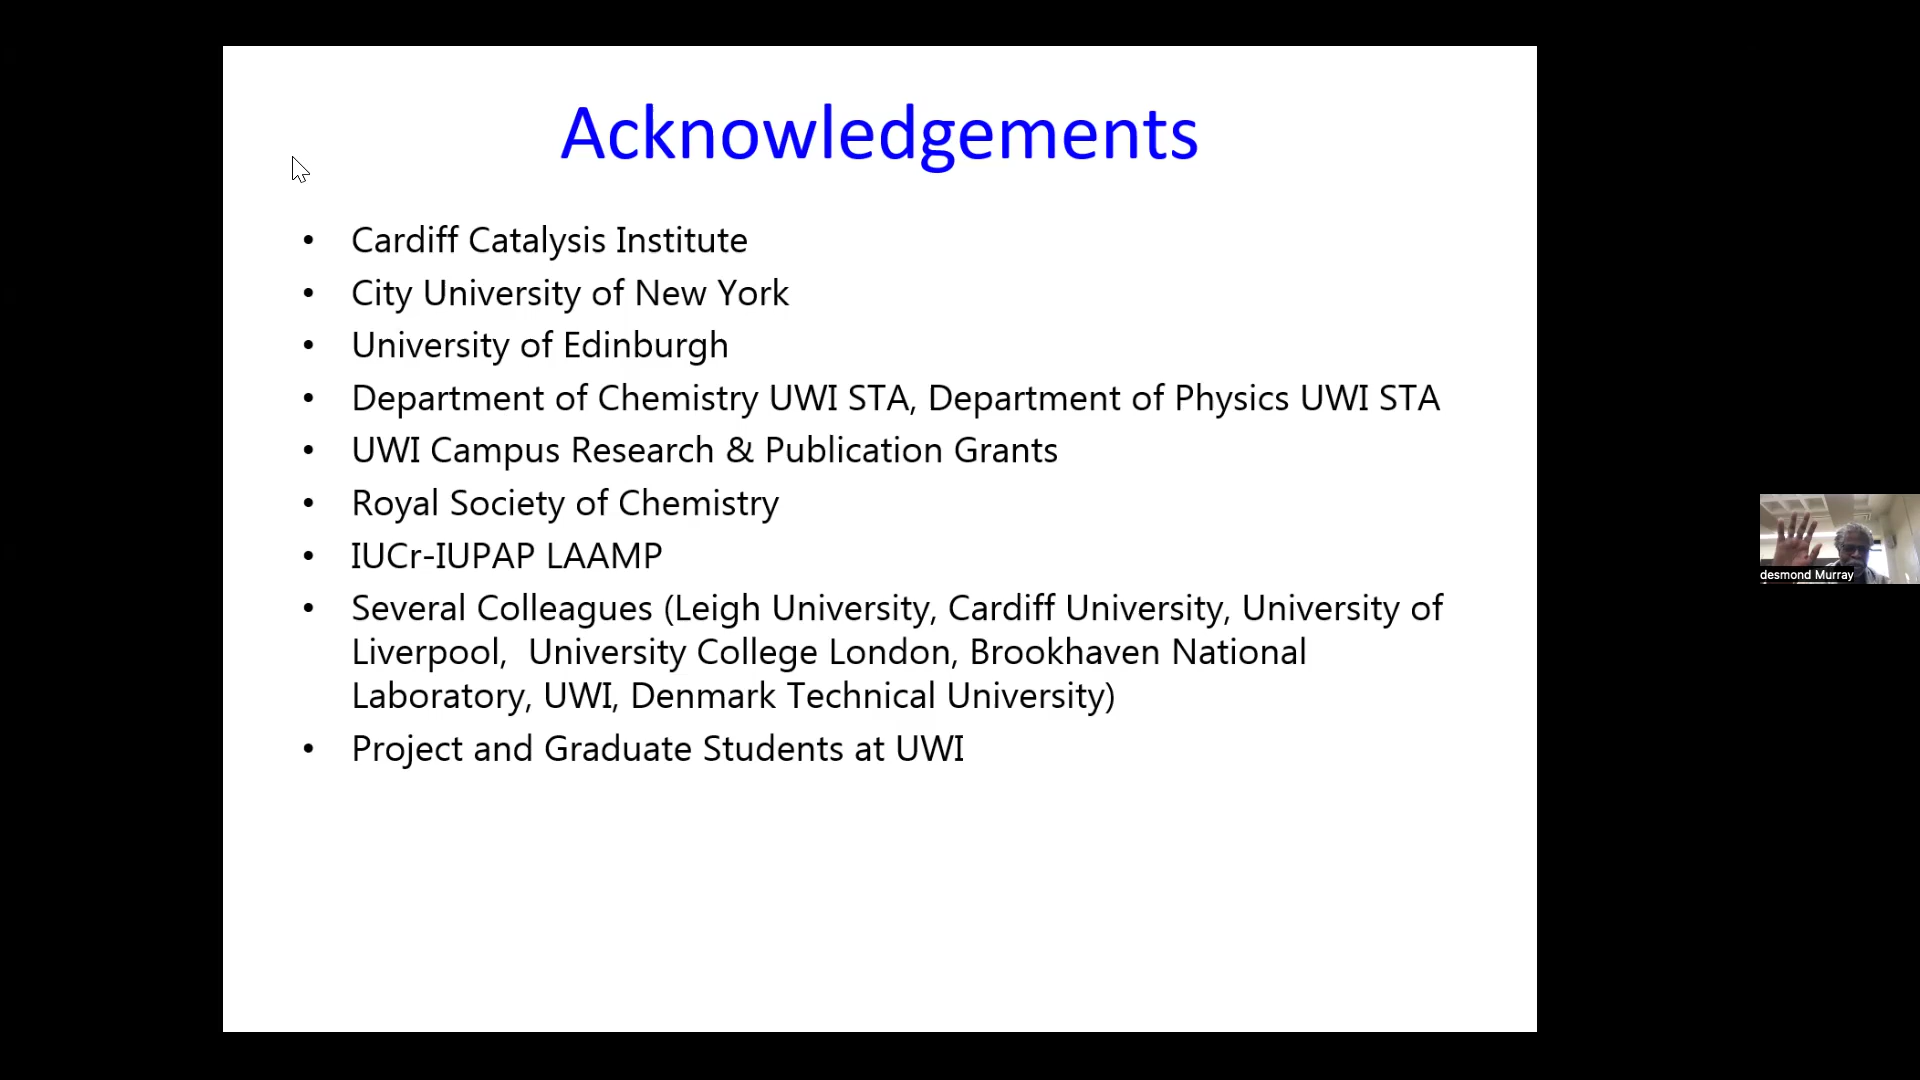 Acknowledgements
• Cardiff Catalysis Institute
• City University of New York
• University of Edinburgh
• Department of Chemistry UWI STA, Department of Physics UWI STA
• UWI Campus Research & Publication Grants
• Royal Society of Chemistry
• IUCr-IUPAP LAAMP
• Several Colleagues (Leigh University, Cardiff University, University of
Liverpool,  University College London, Brookhaven National
Laboratory, UWI, Denmark Technical University)
• Project and Graduate Students at UWI
desmond Murray